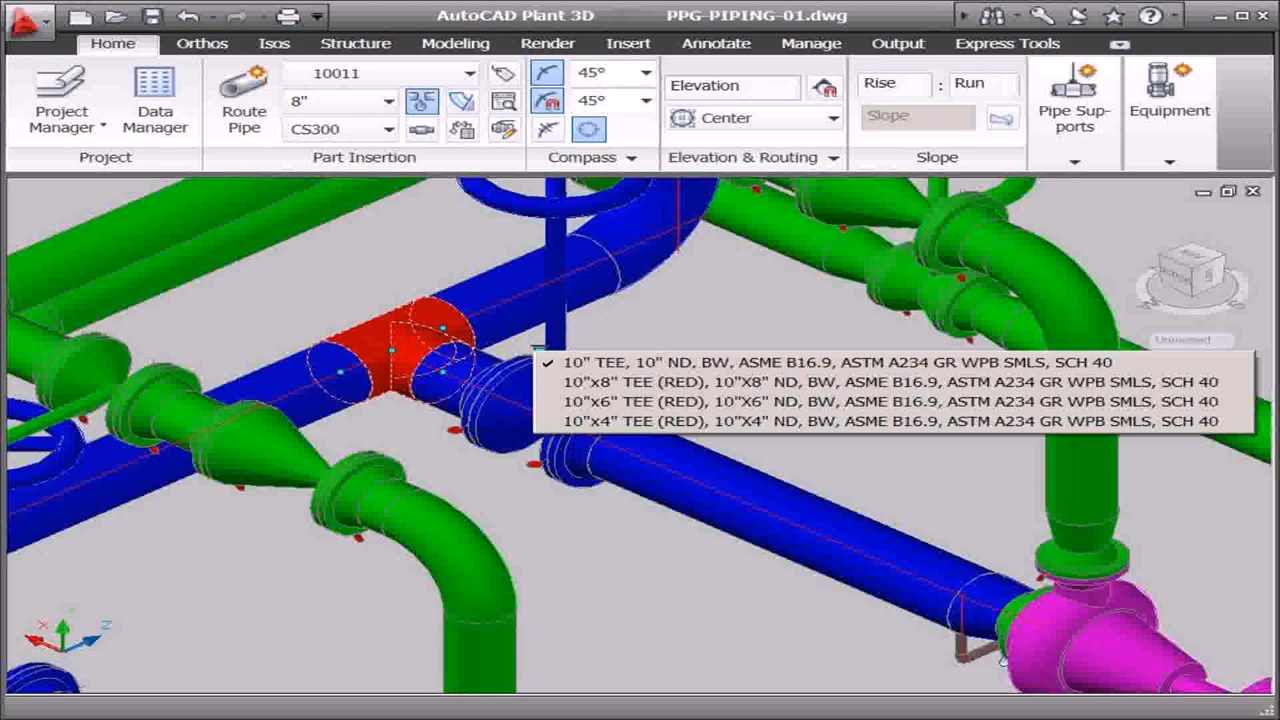 AutoCAD Plant 3D PPG-PIPING-01.dwg
Home Orthos Isos Structure Modeling Render Insert Annotate Manage Output Express Tools
10011 45° Elevation Rise : Run
8" 45° Center Slope
CS300
Project Manager
Data Manager
Route Pipe
Pipe Sup-
ports
Equipment
Project Part Insertion Compass Elevation & Routing Slope
10" TEE, 10" ND, BW, ASME B16.9, ASTM A234 GR WPB SMLS, SCH 40
10"x8" TEE (RED), 10"X8" ND, BW, ASME B16.9, ASTM A234 GR WPB SMLS, SCH 40
10"x6" TEE (RED), 10"X6" ND, BW, ASME B16.9, ASTM A234 GR WPB SMLS, SCH 40
10"x4" TEE (RED), 10"X4" ND, BW, ASME B16.9, ASTM A234 GR WPB SMLS, SCH 40
X Z